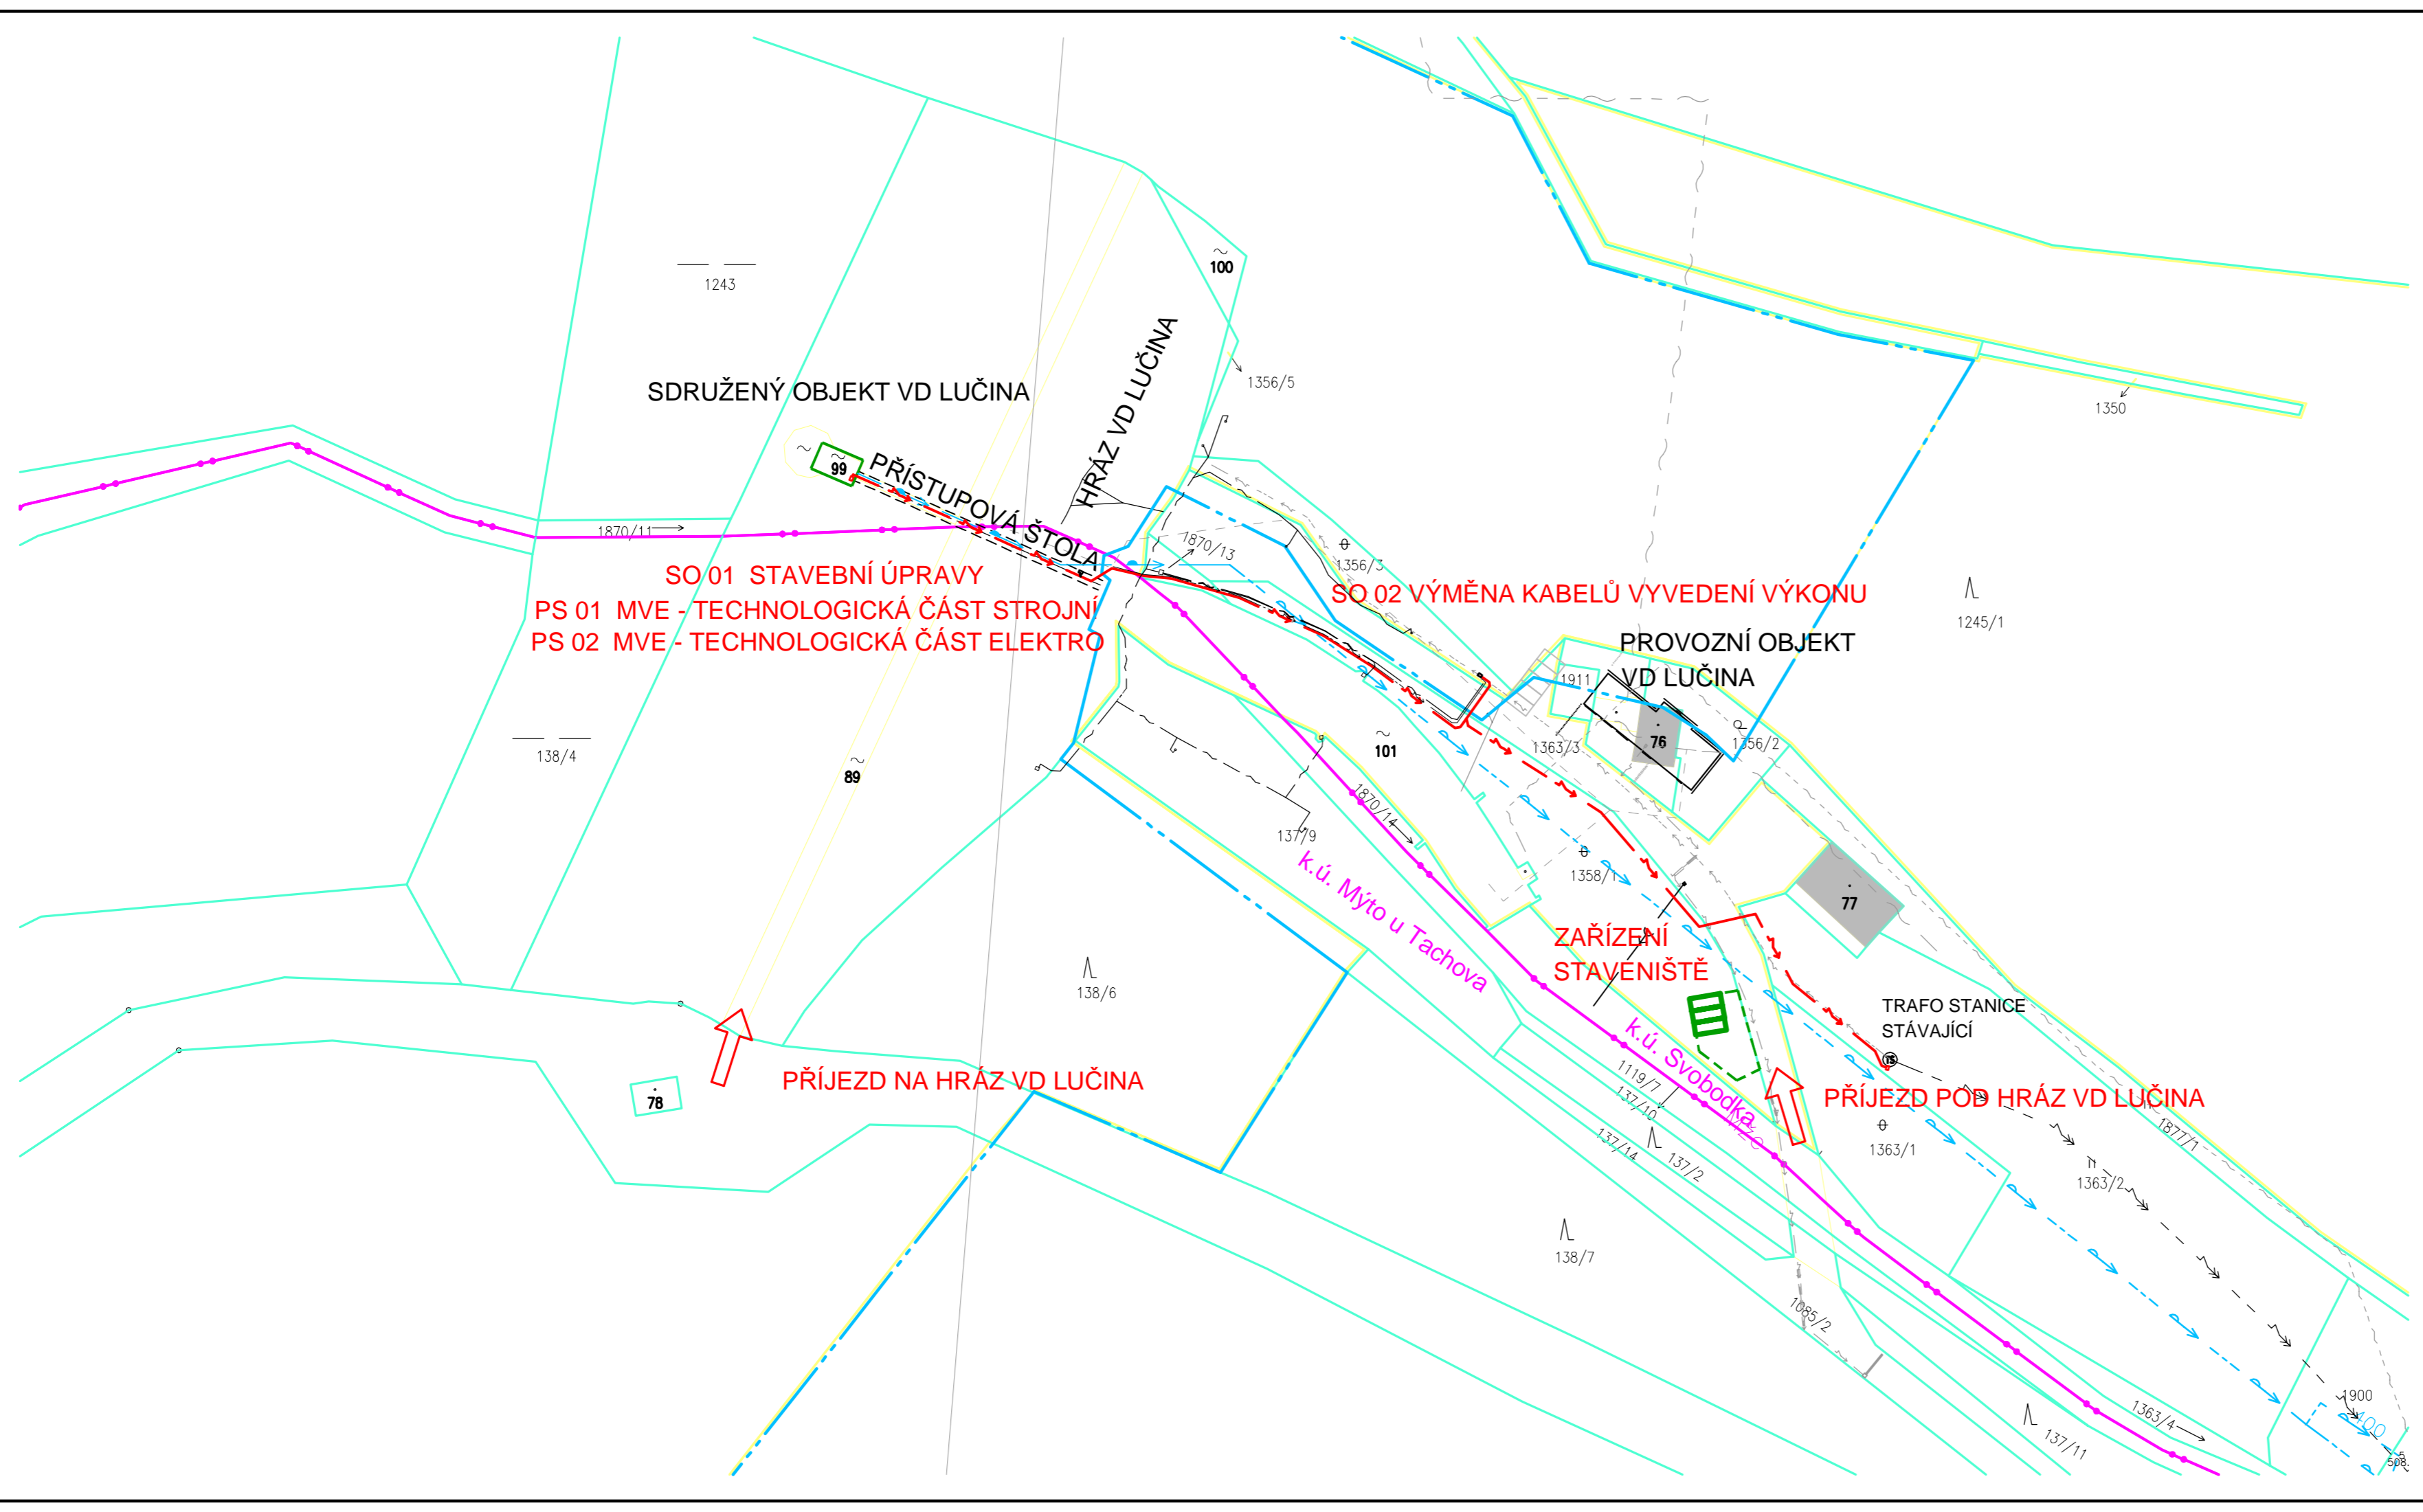 100
1243
1356/5
SDRUŽENÝ OBJEKT VD LUČINA
HRÁZ VD LUČINA
1350
99
PŘÍSTUPOVÁ ŠTOLA
1870/11
1870/13
1356/3
SO 01 STAVEBNÍ ÚPRAVY
PS 01 MVE - TECHNOLOGICKÁ ČÁST STROJNÍ
PS 02 MVE - TECHNOLOGICKÁ ČÁST ELEKTRO
SO 02 VÝMĚNA KABELŮ VYVEDENÍ VÝKONU
1245/1
PROVOZNÍ OBJEKT
VD LUČINA
1911
1363/3
76
1356/2
138/4
89
101
1870/14
137/9
k.ú. Mýto u Tachova
1358/1
77
ZAŘÍZENÍ
STAVENIŠTĚ
138/6
TRAFO STANICE
STÁVAJÍCÍ
TS
k.ú. Svobodka
PŘÍJEZD NA HRÁZ VD LUČINA
78
1119/7
137/10
137/14
137/2
PŘÍJEZD POD HRÁZ VD LUČINA
1363/1
1877/1
1363/2
138/7
1085/2
1900
400
1363/4
137/11